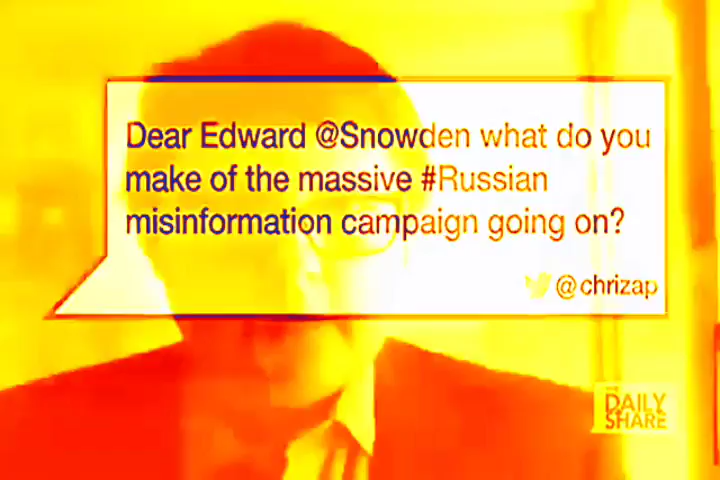 Dear Edward @Snowden what do you
make of the massive #Russian
misinformation campaign going on?
@chrizap
DAILY
SHARE